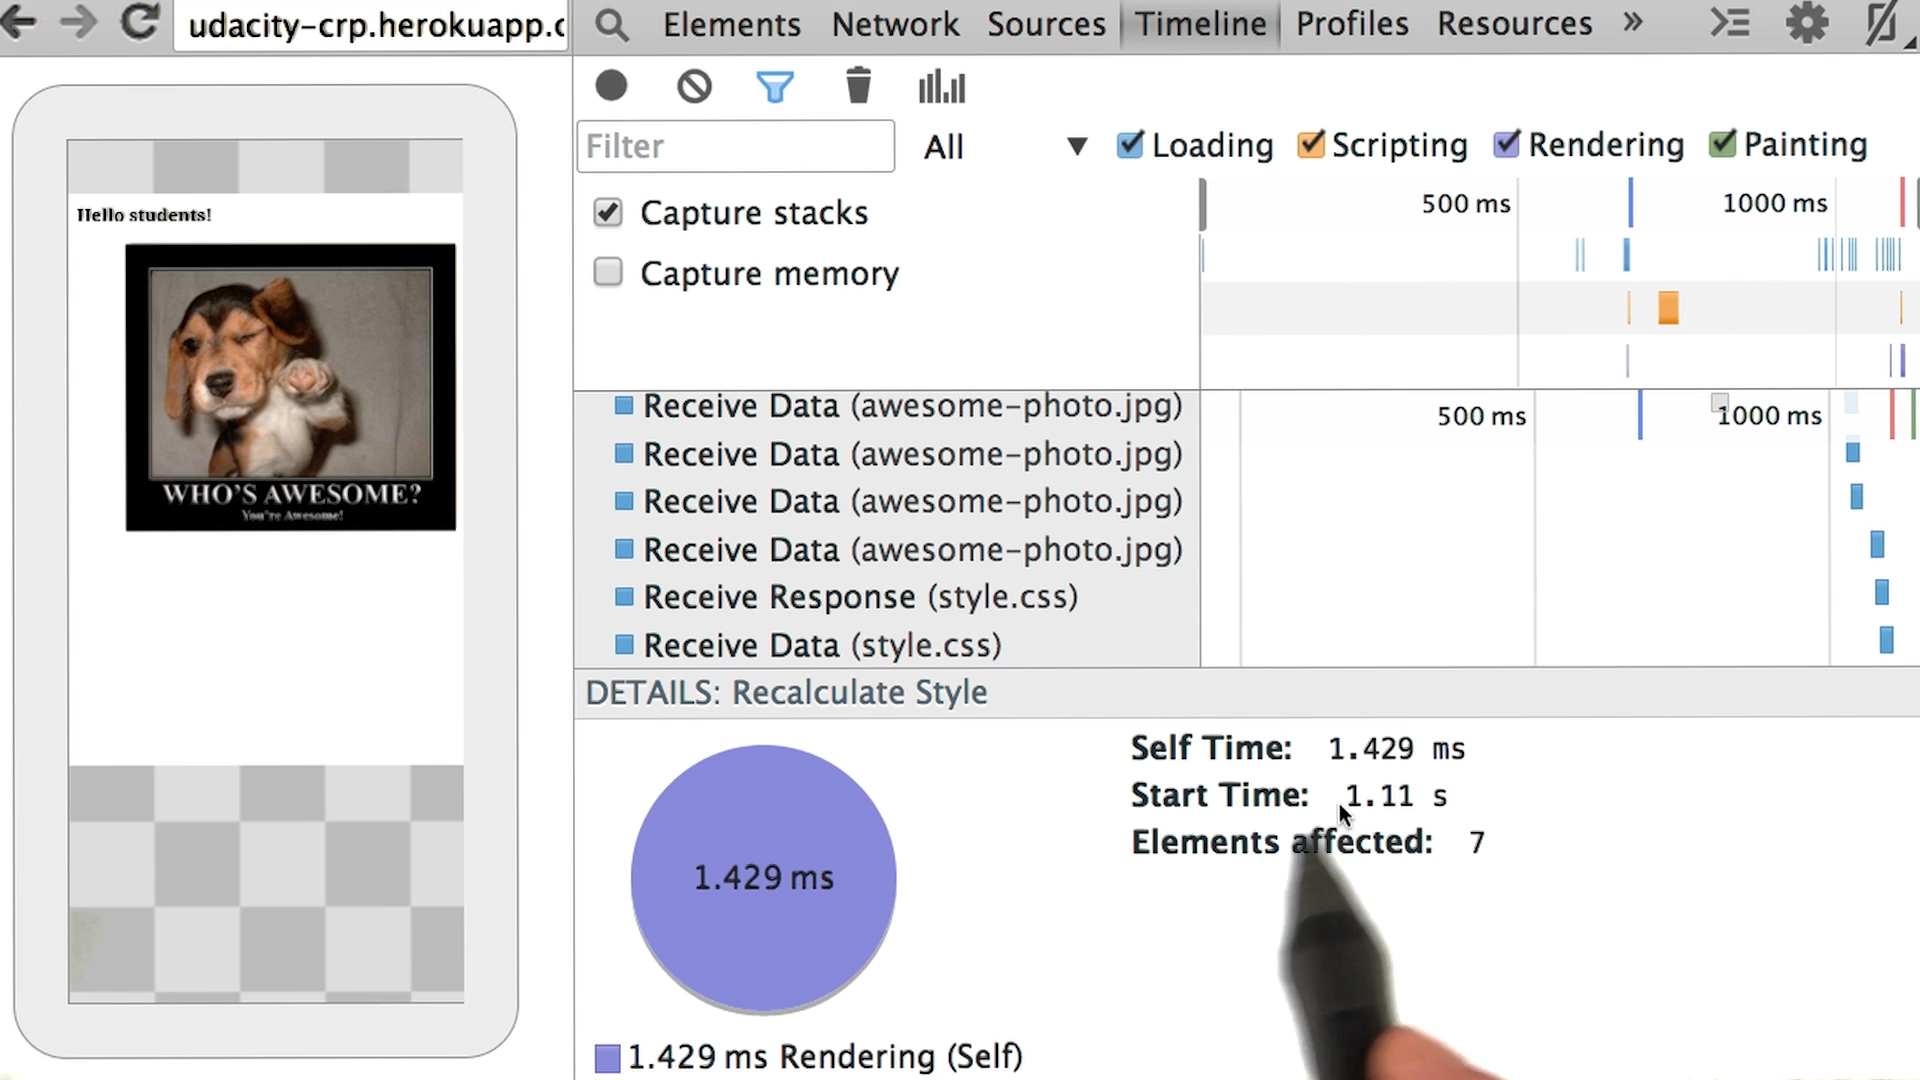 udacity-crp.herokuapp.c
Elements Network Sources Timeline Profiles Resources »
Filter
All
Loading Scripting Rendering Painting
Capture stacks
Capture memory
500 ms 1000 ms
500 ms 1000 ms
Hello students!
WHO'S AWESOME?
You're Awesome!
Receive Data (awesome-photo.jpg)
Receive Data (awesome-photo.jpg)
Receive Data (awesome-photo.jpg)
Receive Data (awesome-photo.jpg)
Receive Response (style.css)
Receive Data (style.css)
DETAILS: Recalculate Style
1.429 ms
Self Time: 1.429 ms
Start Time: 1.11 s
Elements affected: 7
1.429 ms Rendering (Self)